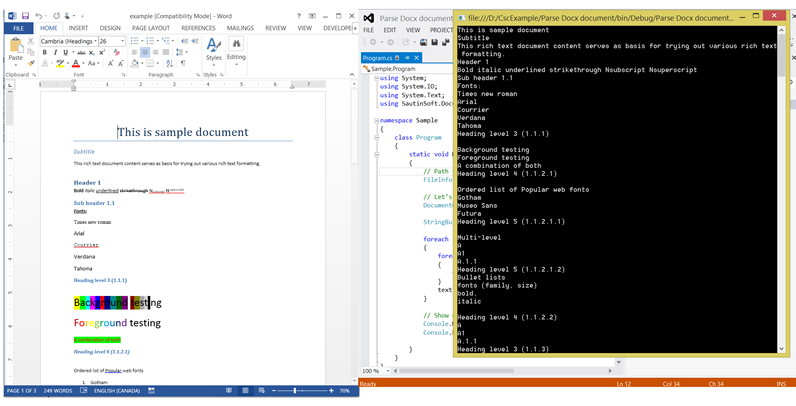 example [Compatibility Mode] - Word
FILE
HOME
INSERT
DESIGN
PAGE LAYOUT
REFERENCES
MAILINGS
REVIEW
VIEW
DEVELOPE
Paste
Cambria (Headings)
26
Styles
Editing
Clipboard
Font
Paragraph
Styles
This is sample document
Subtitle
This rich text document content serves as basis for trying out various rich text formatting.
Header 1
Bold italic underlined strikethrough Nsubscript Nsuperscript
Sub header 1.1
Fonts:
Times new roman
Arial
Courrier
Verdana
Tahoma
Heading level 3 (1.1.1)
Background testing
Foreground testing
A combination of both
Heading level 4 (1.1.2.1)
Ordered list of Popular web fonts
1. Gotham
PAGE 1 OF 3
249 WORDS
ENGLISH (CANADA)
70%
Parse Docx docume
FILE
EDIT
VIEW
PROJEC
Program.cs
Sample.Program
using System;
using System.IO;
using System.Text;
using SautinSoft.Doc
namespace Sample
{
class Program
{
static void
{
// Path
FileInfo
// Let's
Document
StringBu
foreach
{
fore
{
}
text
}
// Show
Console.
Console.
}
}
}
100 %
Ready
Ln 12
Col 34
Ch 34
INS
file:///D:/CscExample/Parse Docx document/bin/Debug/Parse Docx document...
This is sample document
Subtitle
This rich text document content serves as basis for trying out various rich text
formatting.
Header 1
Bold italic underlined strikethrough Nsubscript Nsuperscript
Sub header 1.1
Fonts:
Times new roman
Arial
Courrier
Verdana
Tahoma
Heading level 3 (1.1.1)
Background testing
Foreground testing
A combination of both
Heading level 4 (1.1.2.1)
Ordered list of Popular web fonts
Gotham
Museo Sans
Futura
Heading level 5 (1.1.2.1.1)
Multi-level
A
A1
A.1.1
Heading level 5 (1.1.2.1.2)
Bullet lists
fonts (family, size)
bold,
italic
Heading level 4 (1.1.2.2)
A
A1
A.1.1
Heading level 3 (1.1.3)